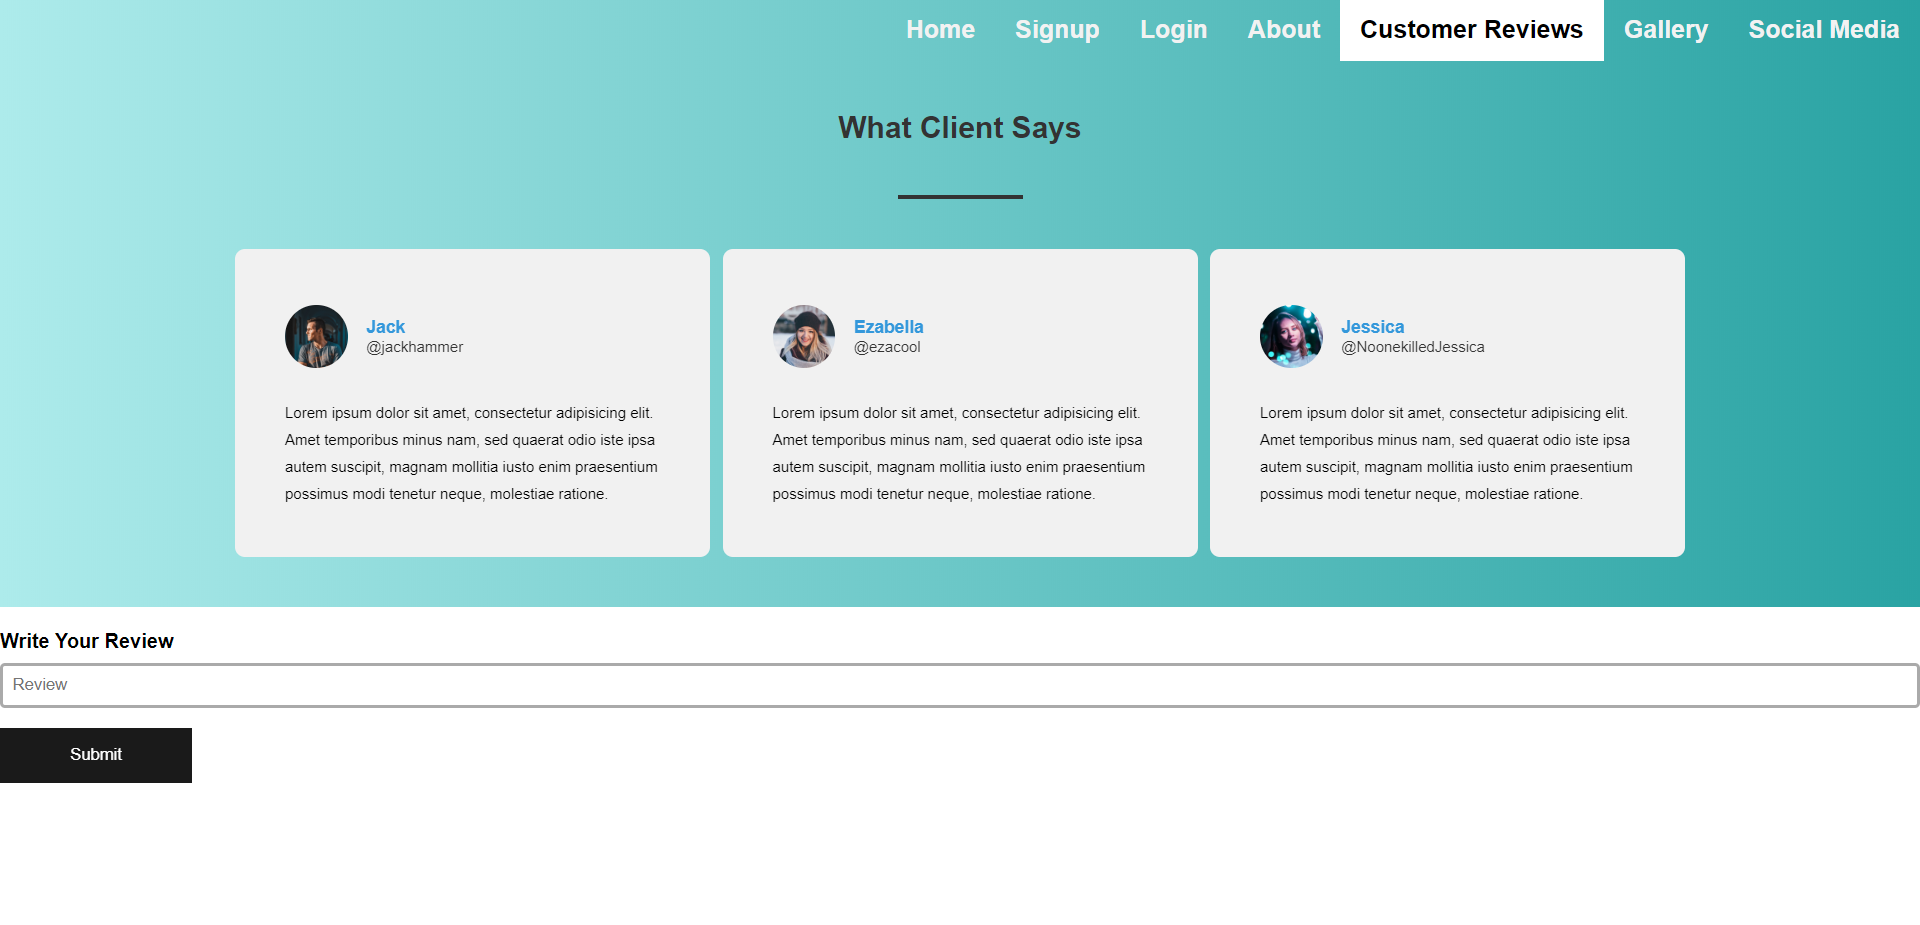 Home Signup Login About Customer Reviews Gallery Social Media
What Client Says
Jack
@jackhammer
Lorem ipsum dolor sit amet, consectetur adipisicing elit.
Amet temporibus minus nam, sed quaerat odio iste ipsa
autem suscipit, magnam mollitia iusto enim praesentium
possimus modi tenetur neque, molestiae ratione.
Ezabella
@ezacool
Lorem ipsum dolor sit amet, consectetur adipisicing elit.
Amet temporibus minus nam, sed quaerat odio iste ipsa
autem suscipit, magnam mollitia iusto enim praesentium
possimus modi tenetur neque, molestiae ratione.
Jessica
@NoonekilledJessica
Lorem ipsum dolor sit amet, consectetur adipisicing elit.
Amet temporibus minus nam, sed quaerat odio iste ipsa
autem suscipit, magnam mollitia iusto enim praesentium
possimus modi tenetur neque, molestiae ratione.
Write Your Review
Review
Submit